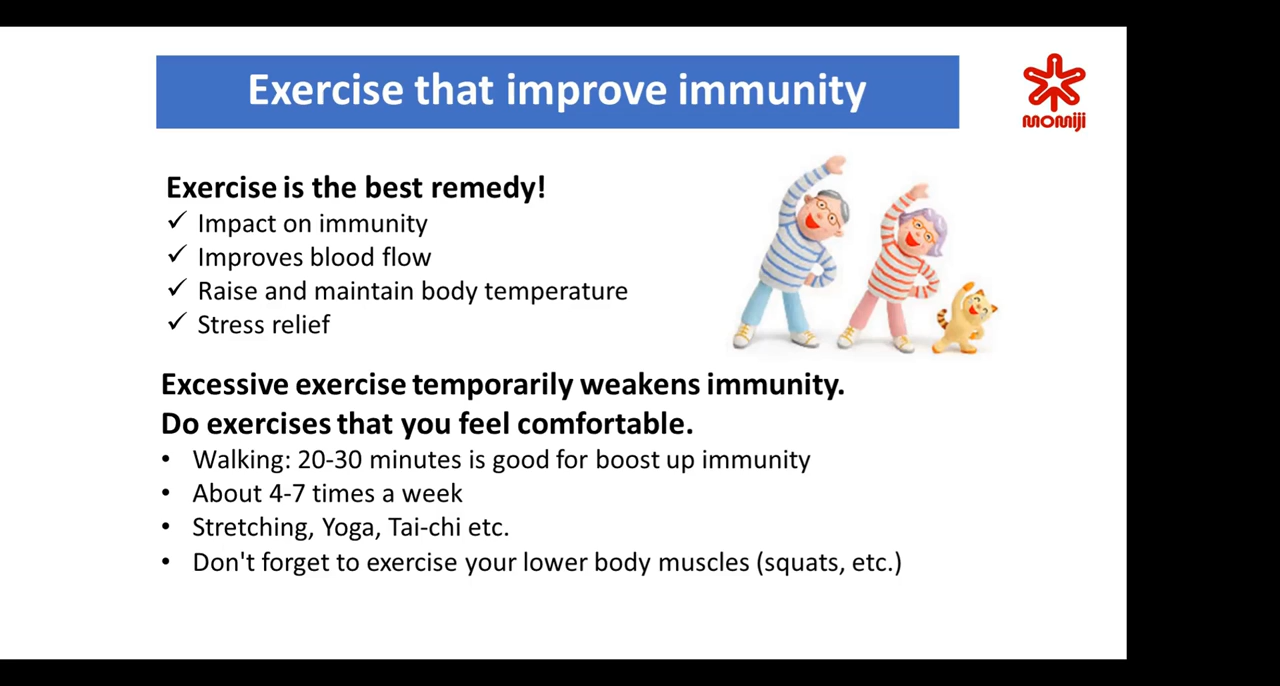 Exercise that improve immunity
momiji
Exercise is the best remedy!
✓ Impact on immunity
✓ Improves blood flow
✓ Raise and maintain body temperature
✓ Stress relief
Excessive exercise temporarily weakens immunity.
Do exercises that you feel comfortable.
• Walking: 20-30 minutes is good for boost up immunity
• About 4-7 times a week
• Stretching, Yoga, Tai-chi etc.
• Don't forget to exercise your lower body muscles (squats, etc.)